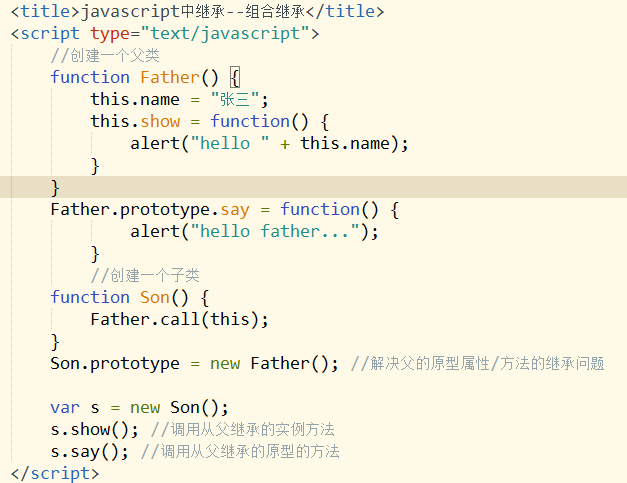 <title>javascript中继承--组合继承</title>
<script type="text/javascript">
//创建一个父类
function Father() {
this.name = "张三";
this.show = function() {
alert("hello " + this.name);
}
}
Father.prototype.say = function() {
alert("hello father...");
}
//创建一个子类
function Son() {
Father.call(this);
}
Son.prototype = new Father(); //解决父的原型属性/方法的继承问题
var s = new Son();
s.show(); //调用从父继承的实例方法
s.say(); //调用从父继承的原型的方法
</script>